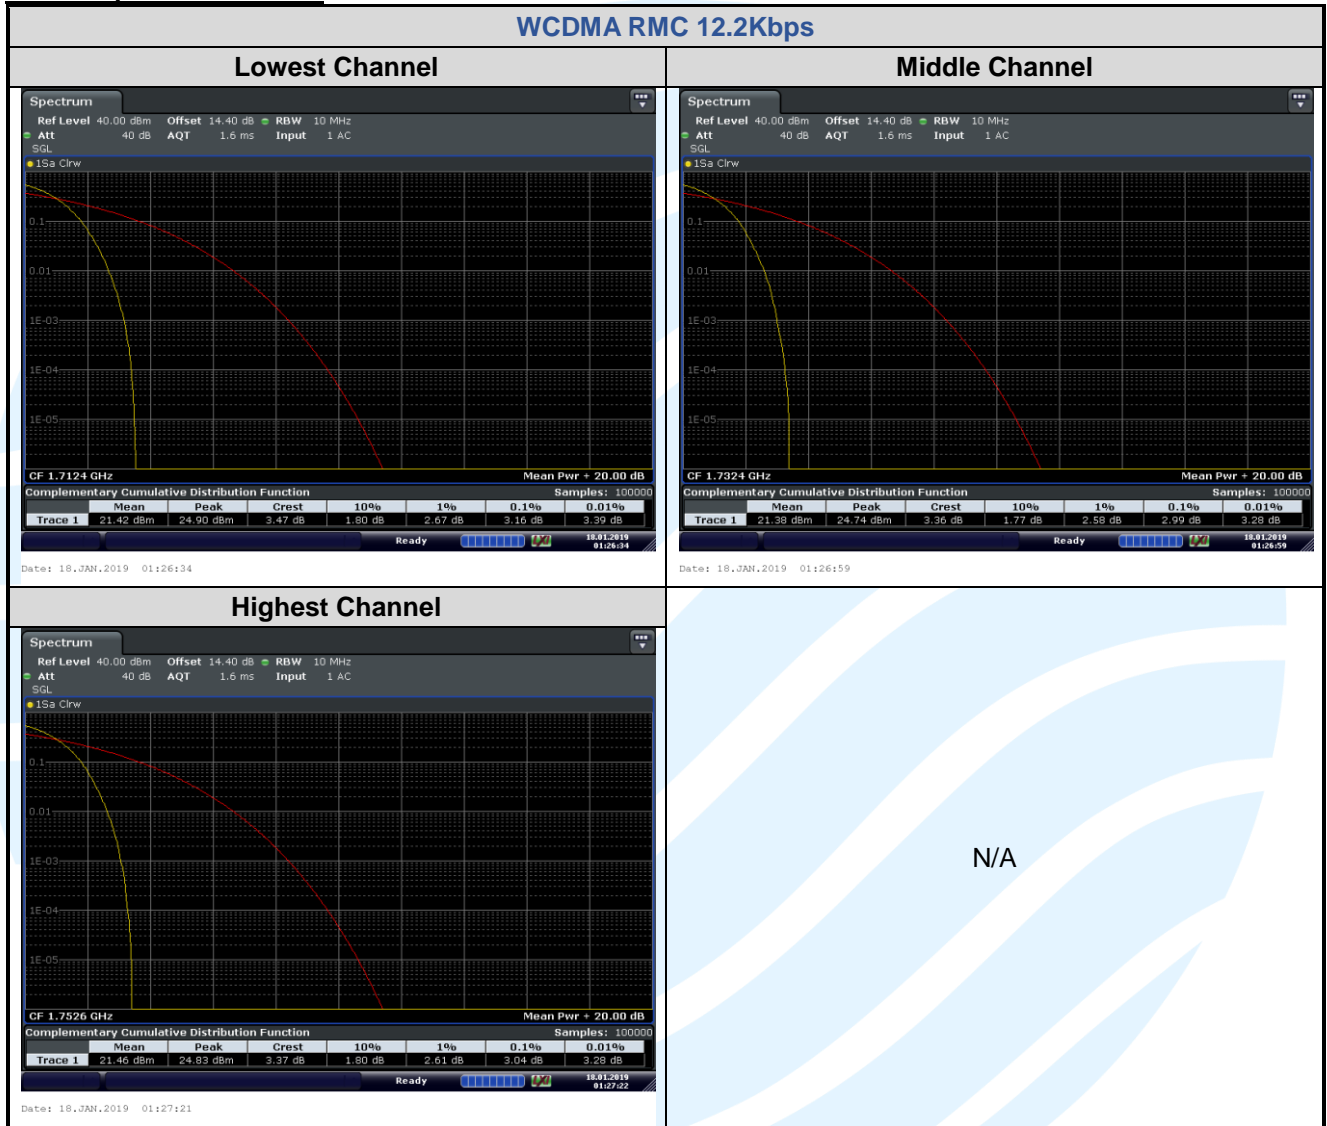 WCDMA RMC 12.2Kbps
Lowest Channel
Spectrum
Ref Level 40.00 dBm Offset 14.40 dB RBW 10 MHz
Att 40 dB AQT 1.6 ms Input 1 AC
SGL
1Sa Clrw
0.1
0.01
1E-03
1E-04
1E-05
CF 1.7124 GHz Mean Pwr + 20.00 dB
Complementary Cumulative Distribution Function Samples: 100000
Mean Peak Crest 10% 1% 0.1% 0.01%
Trace 1 21.42 dBm 24.90 dBm 3.47 dB 1.80 dB 2.67 dB 3.16 dB 3.39 dB
Ready 18.01.2019
01:26:34
Date: 18.JAN.2019 01:26:34
Middle Channel
Spectrum
Ref Level 40.00 dBm Offset 14.40 dB RBW 10 MHz
Att 40 dB AQT 1.6 ms Input 1 AC
SGL
1Sa Clrw
0.1
0.01
1E-03
1E-04
1E-05
CF 1.7324 GHz Mean Pwr + 20.00 dB
Complementary Cumulative Distribution Function Samples: 100000
Mean Peak Crest 10% 1% 0.1% 0.01%
Trace 1 21.38 dBm 24.74 dBm 3.36 dB 1.77 dB 2.58 dB 2.99 dB 3.28 dB
Ready 18.01.2019
01:26:59
Date: 18.JAN.2019 01:26:59
Highest Channel
Spectrum
Ref Level 40.00 dBm Offset 14.40 dB RBW 10 MHz
Att 40 dB AQT 1.6 ms Input 1 AC
SGL
1Sa Clrw
0.1
0.01
1E-03
1E-04
1E-05
CF 1.7526 GHz Mean Pwr + 20.00 dB
Complementary Cumulative Distribution Function Samples: 100000
Mean Peak Crest 10% 1% 0.1% 0.01%
Trace 1 21.46 dBm 24.83 dBm 3.37 dB 1.80 dB 2.61 dB 3.04 dB 3.28 dB
Ready 18.01.2019
01:27:22
Date: 18.JAN.2019 01:27:21
N/A